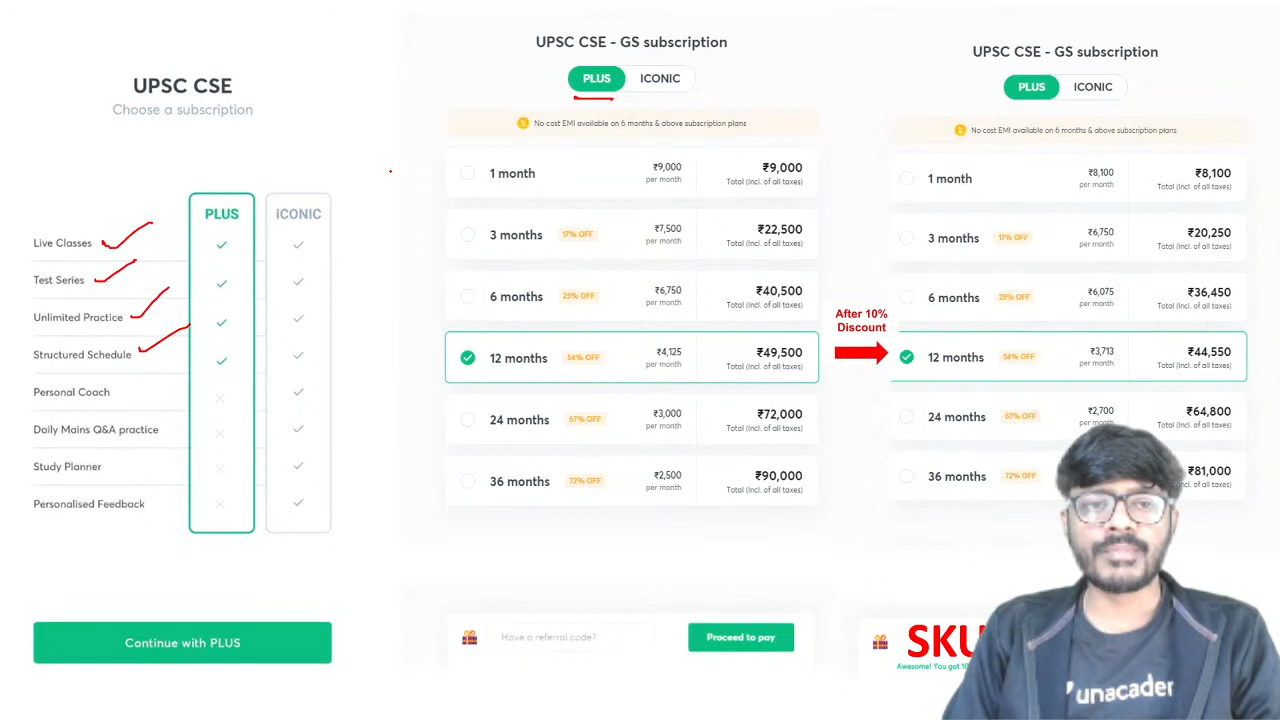 UPSC CSE
Choose a subscription
PLUS ICONIC
Live Classes
Test Series
Unlimited Practice
Structured Schedule
Personal Coach
Daily Mains Q&A practice
Study Planner
Personalised Feedback
Continue with PLUS
UPSC CSE - GS subscription
PLUS ICONIC
No cost EMI available on 6 months & above subscription plans
1 month ₹9,000 per month ₹9,000 Total (Incl. of all taxes)
3 months 17% OFF ₹7,500 per month ₹22,500 Total (Incl. of all taxes)
6 months 25% OFF ₹6,750 per month ₹40,500 Total (Incl. of all taxes)
12 months 54% OFF ₹4,125 per month ₹49,500 Total (Incl. of all taxes)
24 months 67% OFF ₹3,000 per month ₹72,000 Total (Incl. of all taxes)
36 months 72% OFF ₹2,500 per month ₹90,000 Total (Incl. of all taxes)
Have a referral code? Proceed to pay
After 10%
Discount
UPSC CSE - GS subscription
PLUS ICONIC
No cost EMI available on 6 months & above subscription plans
1 month ₹8,100 per month ₹8,100 Total (Incl. of all taxes)
3 months 17% OFF ₹6,750 per month ₹20,250 Total (Incl. of all taxes)
6 months 25% OFF ₹6,075 per month ₹36,450 Total (Incl. of all taxes)
12 months 54% OFF ₹3,713 per month ₹44,550 Total (Incl. of all taxes)
24 months 67% OFF ₹2,700 per month ₹64,800 Total (Incl. of all taxes)
36 months 72% OFF ₹81,000 Total (Incl. of all taxes)
SKU
Awesome! You got 10
unacader